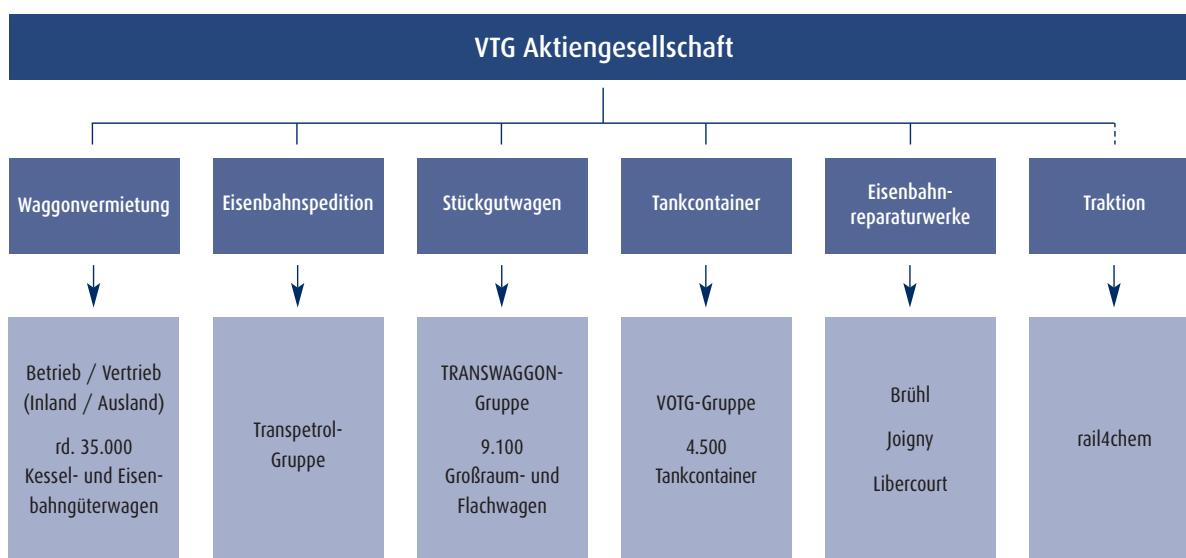 VTG Aktiengesellschaft
Waggonvermietung
Eisenbahnspedition
Stückgutwagen
Tankcontainer
Eisenbahn-
reparaturwerke
Traktion
Betrieb / Vertrieb
(Inland / Ausland)
rd. 35.000
Kessel- und Eisen-
bahngüterwagen
Transpetrol-
Gruppe
TRANSWAGGON-
Gruppe
9.100
Großraum- und
Flachwagen
VOTG-Gruppe
4.500
Tankcontainer
Brühl
Joigny
Libercourt
rail4chem